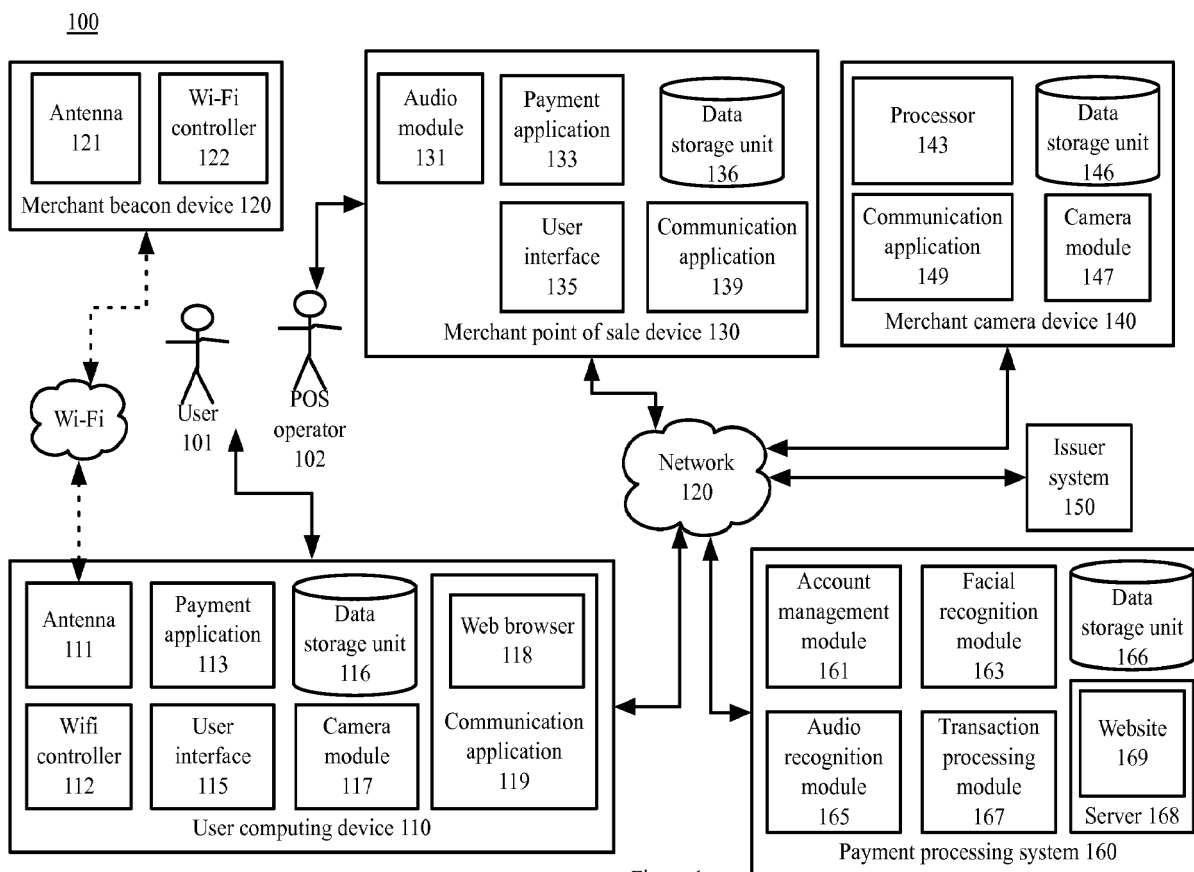 100
Antenna
121
Wi-Fi
controller
122
Merchant beacon device 120
Audio
module
131
Payment
application
133
Data
storage unit
136
User
interface
135
Communication
application
139
Merchant point of sale device 130
Processor
143
Data
storage unit
146
Communication
application
149
Camera
module
147
Merchant camera device 140
Wi-Fi
User
101
POS
operator
102
Network
120
Issuer
system
150
Antenna
111
Payment
application
113
Data
storage unit
116
Web browser
118
Wifi
controller
112
User
interface
115
Camera
module
117
Communication
application
119
User computing device 110
Account
management
module
161
Facial
recognition
module
163
Data
storage unit
166
Audio
recognition
module
165
Transaction
processing
module
167
Website
169
Server 168
Payment processing system 160